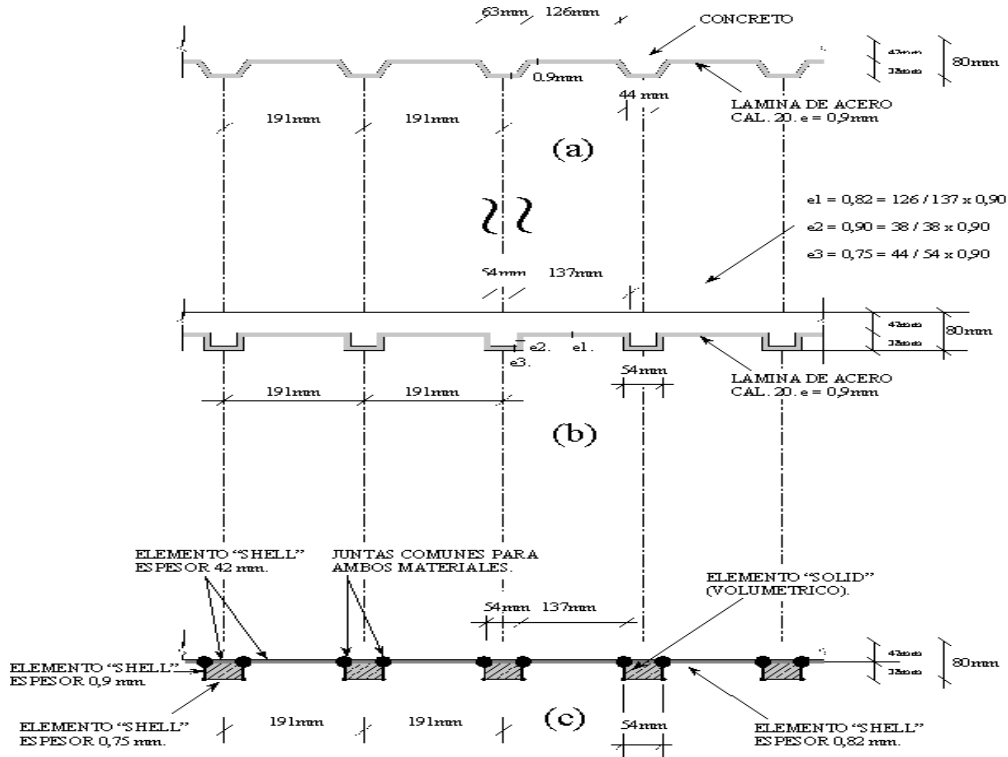 63mm 126mm
CONCRETO
42mm
38mm
80mm
0.9mm
44 mm
LAMINA DE ACERO
CAL. 20. e = 0,9mm
191mm 191mm
(a)
e1 = 0,82 = 126 / 137 x 0,90
e2 = 0,90 = 38 / 38 x 0,90
e3 = 0,75 = 44 / 54 x 0,90
54mm 137mm
42mm
38mm
80mm
e2. e1.
e3.
54mm
LAMINA DE ACERO
CAL. 20. e = 0,9mm
191mm 191mm
(b)
ELEMENTO “SHELL”
ESPESOR 42 mm.
JUNTAS COMUNES PARA
AMBOS MATERIALES.
ELEMENTO “SOLID”
(VOLUMETRICO).
54mm 137mm
42mm
38mm
80mm
ELEMENTO “SHELL”
ESPESOR 0,9 mm.
ELEMENTO “SHELL”
ESPESOR 0,75 mm.
191mm 191mm
(c)
54mm
ELEMENTO “SHELL”
ESPESOR 0,82 mm.